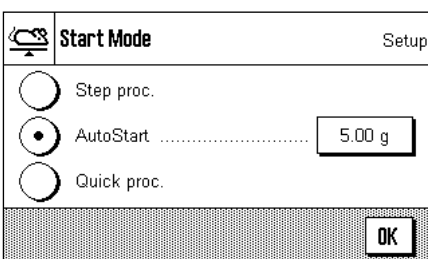 Start Mode Setup
Step proc.
AutoStart ............................ 5.00 g
Quick proc.
OK